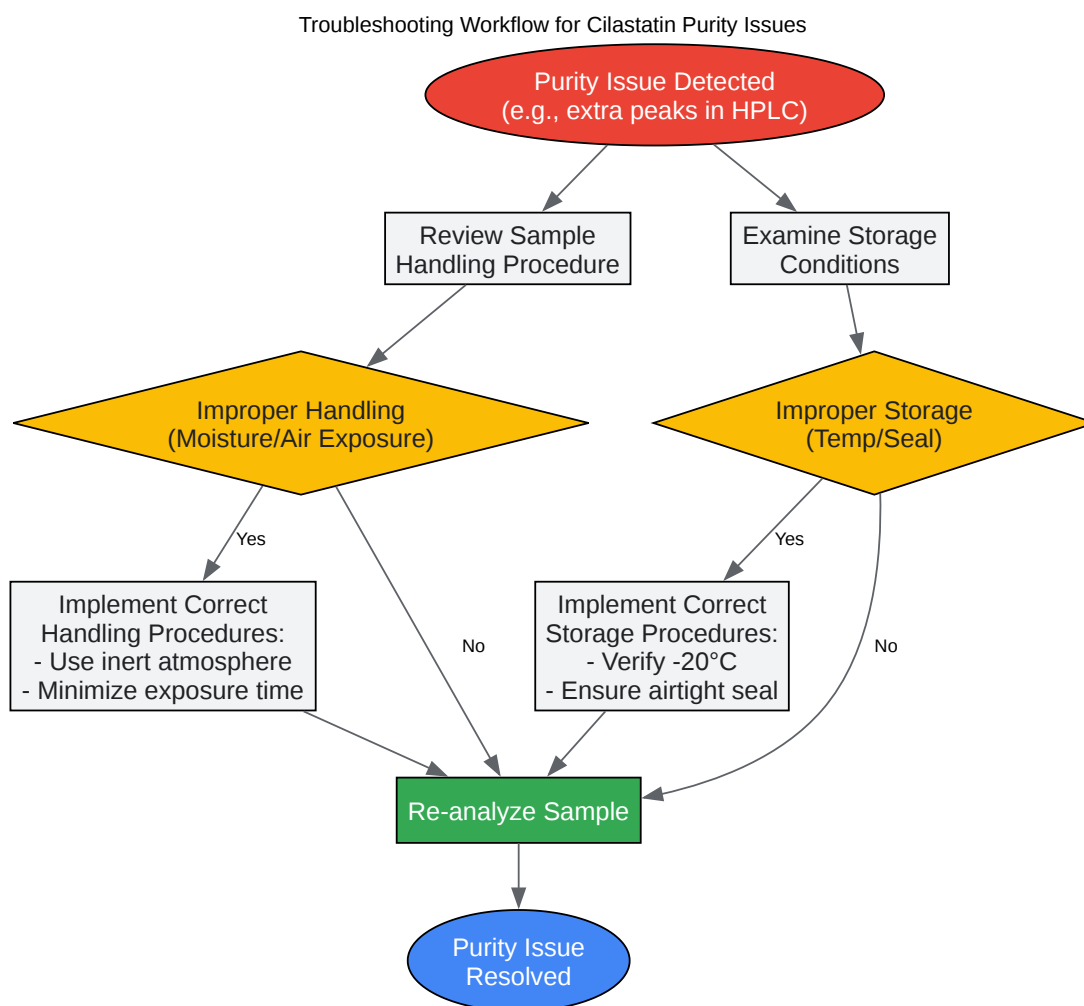 Troubleshooting Workflow for Cilastatin Purity Issues
Purity Issue Detected
(e.g., extra peaks in HPLC)
Review Sample
Handling Procedure
Examine Storage
Conditions
Improper Handling
(Moisture/Air Exposure)
Improper Storage
(Temp/Seal)
Yes
Yes
Implement Correct
Handling Procedures:
- Use inert atmosphere
- Minimize exposure time
No
Implement Correct
Storage Procedures:
- Verify -20°C
- Ensure airtight seal
No
Re-analyze Sample
Purity Issue
Resolved